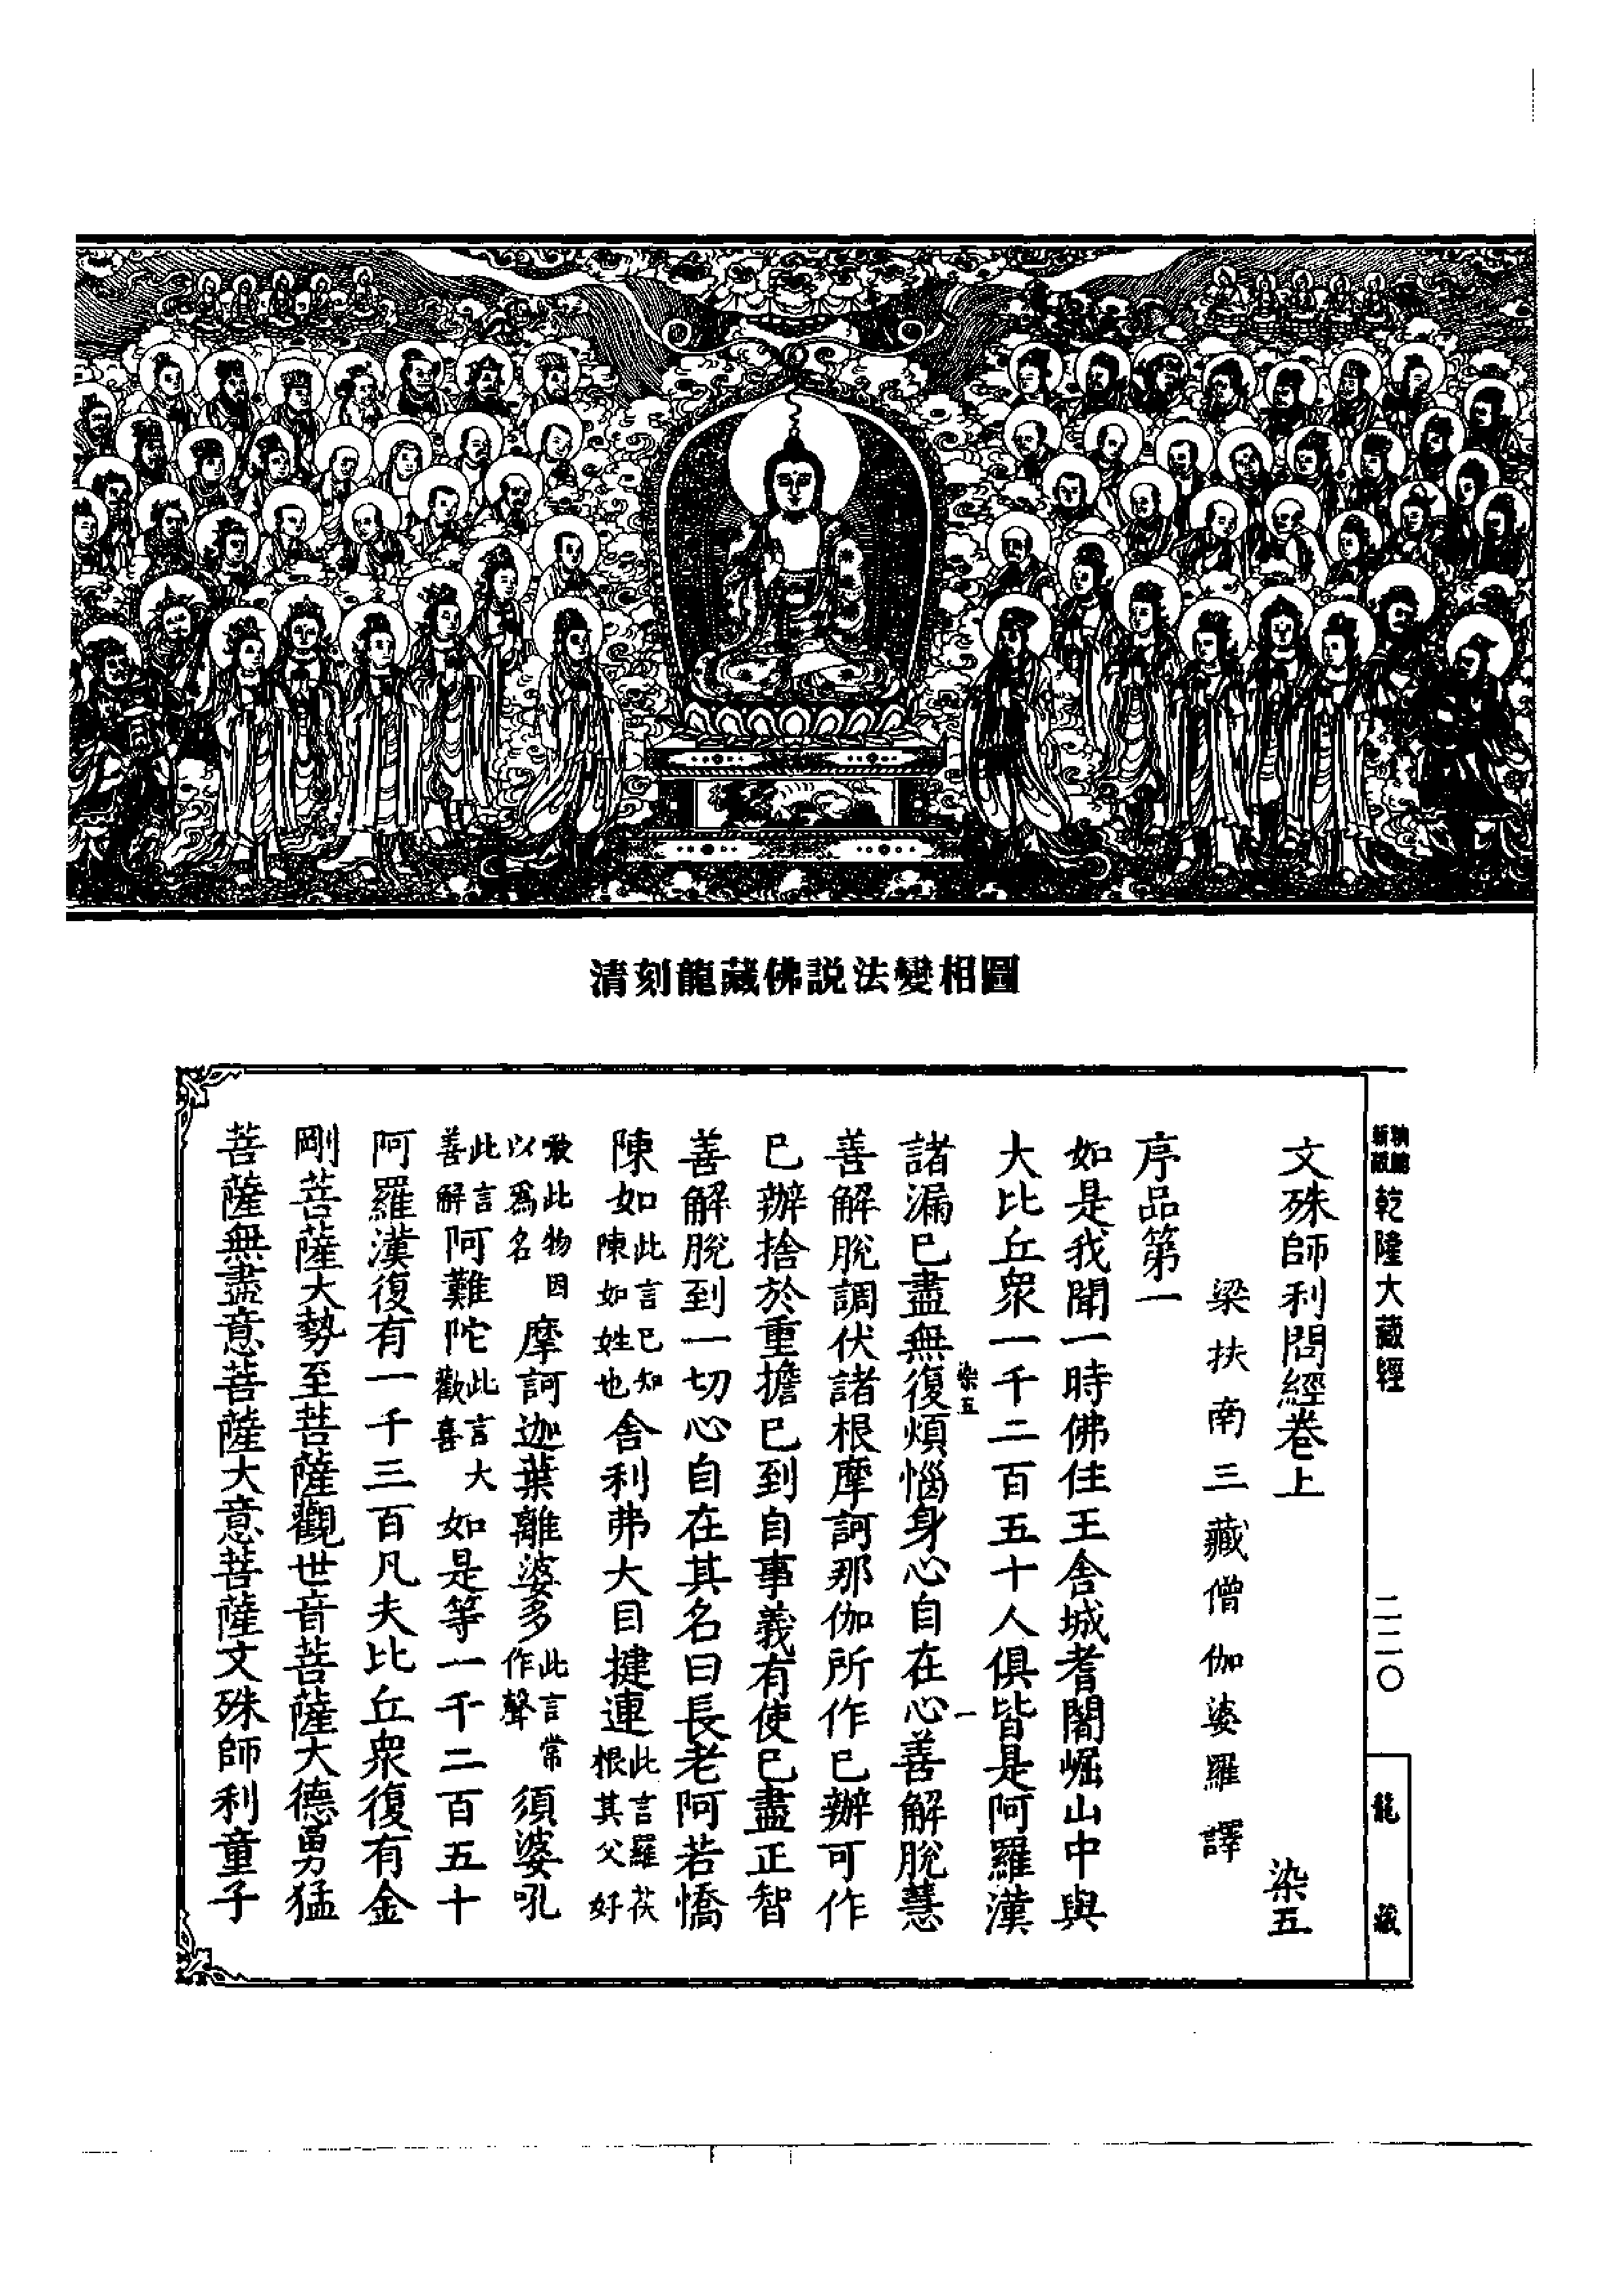 清刻龍藏佛説法變相圖
乾隆大藏經
二二〇
龍藏
文殊師利問經卷上 染五
梁扶南三藏僧伽婆羅譯
序品第一
如是我聞一時佛住王舍城耆闍崛山中與
大比丘衆一千二百五十人俱皆是阿羅漢
染五 一
諸漏已盡無復煩惱身心自在心善解脫慧
善解脫調伏諸根摩訶那伽所作已辦可作
已辦捨於重擔已到自事義有使已盡正智
善解脫到一切心自在其名曰長老阿若憍
陳如此言已知陳如姓也舍利弗大目揵連此言羅茯根其父好
噉此物因以爲名摩訶迦葉離婆多此言常作聲須婆吼
此言善解阿難陀此言大歡喜如是等一千二百五十
阿羅漢復有一千三百凡夫比丘衆復有金
剛菩薩大勢至菩薩觀世音菩薩大德勇猛
菩薩無盡意菩薩大意菩薩文殊師利童子